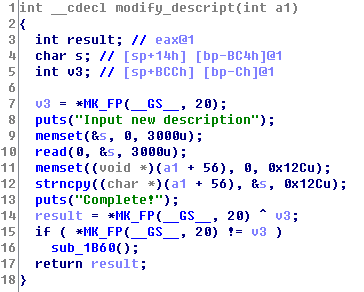 1 int __cdecl modify_descript(int a1)
2 {
3 int result; // eax@1
4 char s; // [sp+14h] [bp-BC4h]@1
5 int v3; // [sp+BCCh] [bp-Ch]@1
6
7 v3 = *MK_FP(__GS__, 20);
8 puts("Input new description");
9 memset(&s, 0, 3000u);
10 read(0, &s, 3000u);
11 memset((void *)(a1 + 56), 0, 0x12Cu);
12 strncpy((char *)(a1 + 56), &s, 0x12Cu);
13 puts("Complete!");
14 result = *MK_FP(__GS__, 20) ^ v3;
15 if ( *MK_FP(__GS__, 20) != v3 )
16 sub_1B60();
17 return result;
18 }